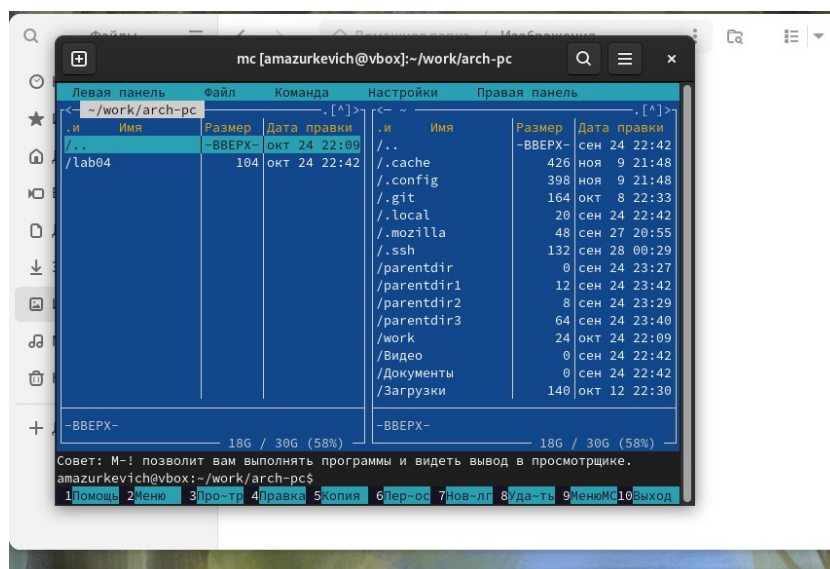 Файлы
Домашняя папка / Изображения
mc [amazurkevich@vbox]:~/work/arch-pc
Левая панель Файл Команда Настройки Правая панель
<— ~/work/arch-pc .[^]>
<— ~ .[^]>
.и Имя Размер Дата правки .и Имя Размер Дата правки
/.. -ВВЕРХ- окт 24 22:09 /.. -ВВЕРХ- сен 24 22:42
/lab04 104 окт 24 22:42 /.cache 426 ноя 9 21:48
/.config 398 ноя 9 21:48
/.git 164 окт 8 22:33
/.local 20 сен 24 22:42
/.mozilla 48 сен 27 20:55
/.ssh 132 сен 28 00:29
/parentdir 0 сен 24 23:27
/parentdir1 12 сен 24 23:42
/parentdir2 8 сен 24 23:29
/parentdir3 64 сен 24 23:40
/work 24 окт 24 22:09
/Видео 0 сен 24 22:42
/Документы 0 сен 24 22:42
/Загрузки 140 окт 12 22:30
-ВВЕРХ- -ВВЕРХ-
18G / 30G (58%) 18G / 30G (58%)
Совет: M-! позволит вам выполнять программы и видеть вывод в просмотрщике.
amazurkevich@vbox:~/work/arch-pc$
1Помощь 2Меню 3Про~тр 4Правка 5Копия 6Пер~ос 7Нов~лг 8Уда~ть 9МенюMC 10Выход